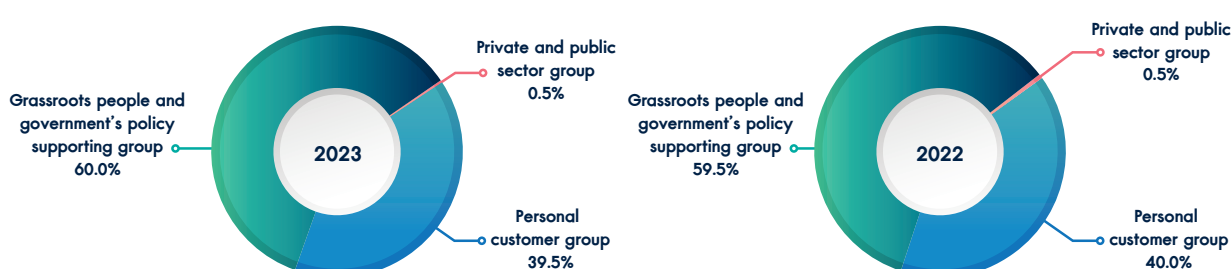 Private and public
sector group
0.5%
Grassroots people and
government's policy
supporting group
60.0%
2023
Personal
customer group
39.5%
Private and public
sector group
0.5%
Grassroots people and
government's policy
supporting group
59.5%
2022
Personal
customer group
40.0%